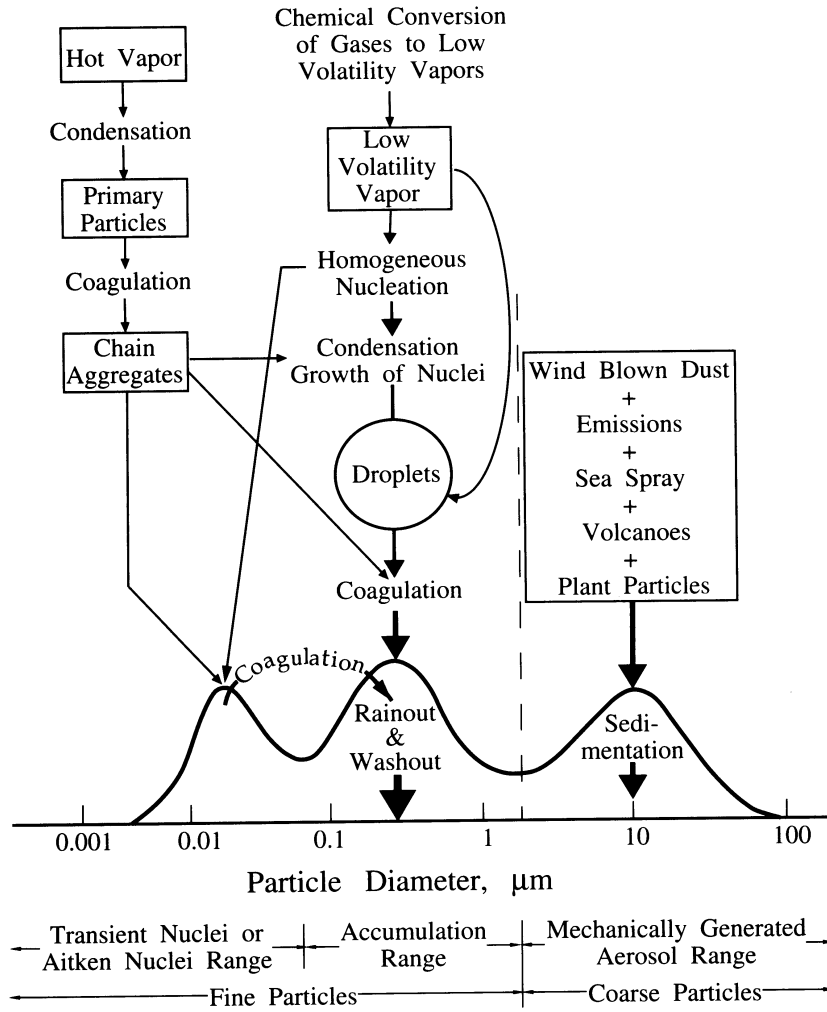 Hot Vapor
Condensation
Primary
Particles
Coagulation
Chain
Aggregates
Chemical Conversion
of Gases to Low
Volatility Vapors
Low
Volatility
Vapor
Homogeneous
Nucleation
Condensation
Growth of Nuclei
Droplets
Coagulation
Wind Blown Dust
+
Emissions
+
Sea Spray
+
Volcanoes
+
Plant Particles
Coagulation
Rainout
&
Washout
Sedi-
mentation
0.001 0.01 0.1 1 10 100
Particle Diameter, μm
Transient Nuclei or
Aitken Nuclei Range
Accumulation
Range
Mechanically Generated
Aerosol Range
Fine Particles
Coarse Particles